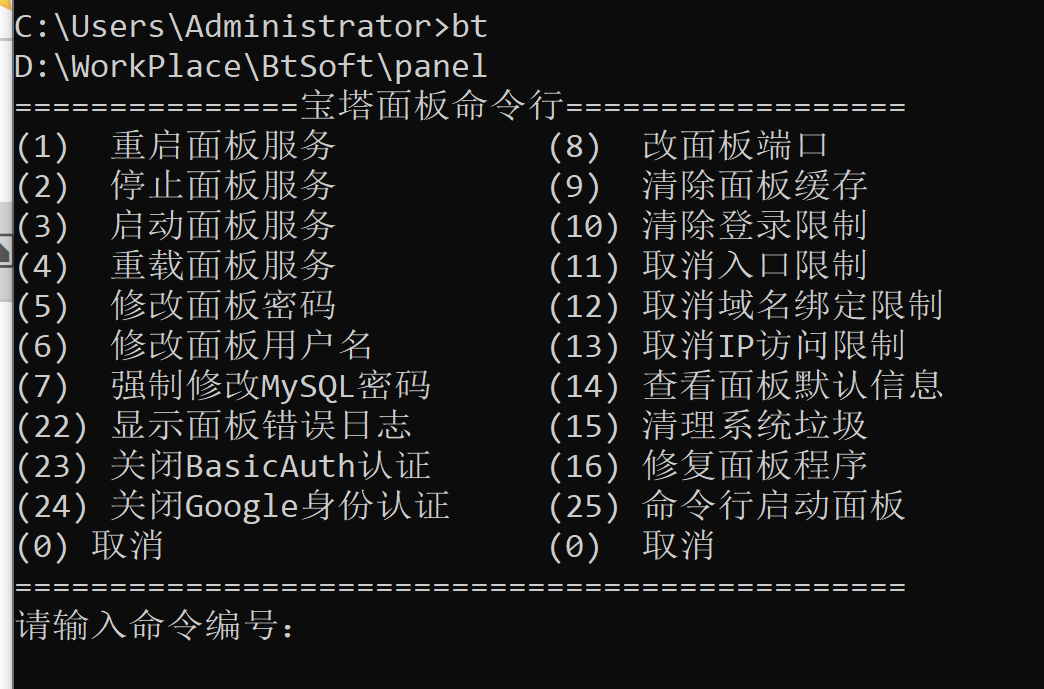 C:\Users\Administrator>bt
D:\WorkPlace\BtSoft\panel
===============宝塔面板命令行==================
(1)  重启面板服务           (8)  改面板端口
(2)  停止面板服务           (9)  清除面板缓存
(3)  启动面板服务           (10) 清除登录限制
(4)  重载面板服务           (11) 取消入口限制
(5)  修改面板密码           (12) 取消域名绑定限制
(6)  修改面板用户名         (13) 取消IP访问限制
(7)  强制修改MySQL密码      (14) 查看面板默认信息
(22) 显示面板错误日志       (15) 清理系统垃圾
(23) 关闭BasicAuth认证      (16) 修复面板程序
(24) 关闭Google身份认证     (25) 命令行启动面板
(0) 取消                    (0)  取消
===============================================
请输入命令编号：